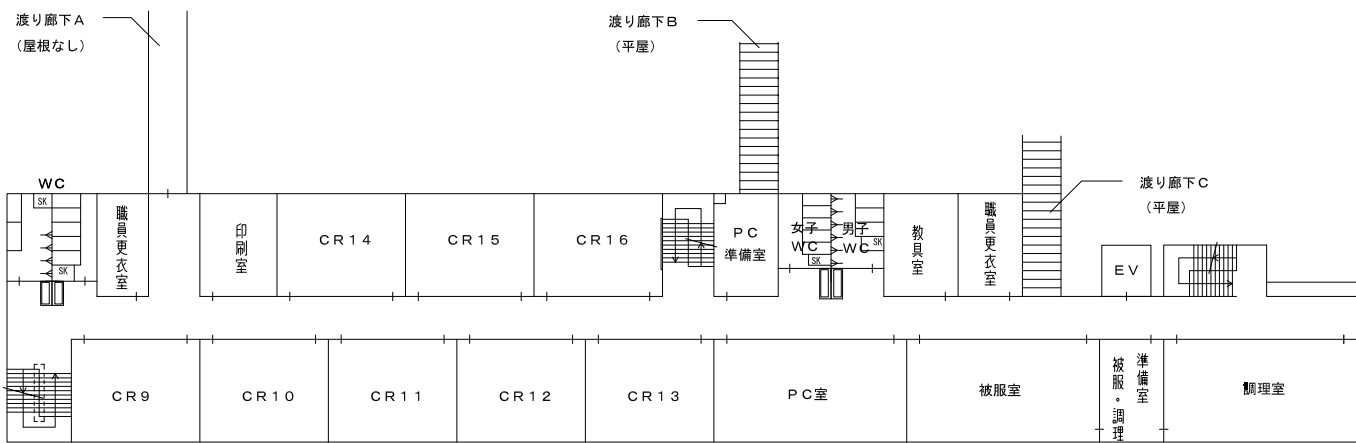 渡り廊下A
（屋根なし）
渡り廊下B
（平屋）
渡り廊下C
（平屋）
WC
SK
SK
職員更衣室
印刷室
CR14
CR15
CR16
PC
準備室
女子
WC
SK
男子
WC
SK
教具室
職員更衣室
EV
CR9
CR10
CR11
CR12
CR13
PC室
被服室
準備室
被服・調理
調理室